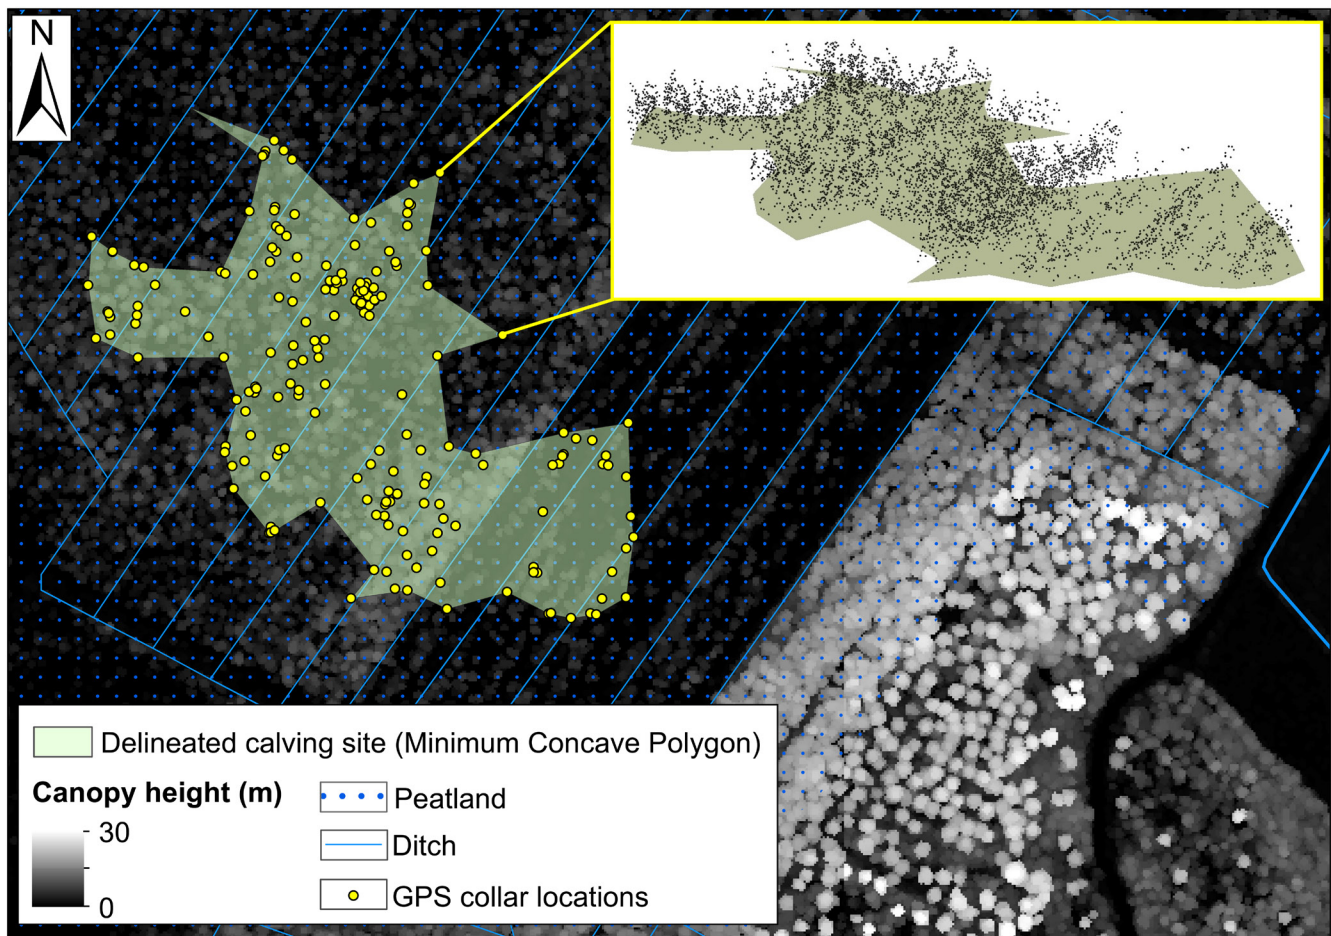 N
Delineated calving site (Minimum Concave Polygon)
Canopy height (m)
30
0
Peatland
Ditch
GPS collar locations